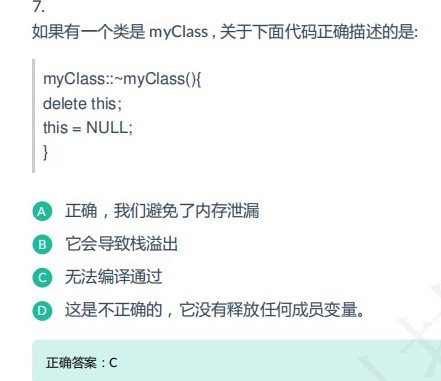 7.
如果有一个类是 myClass , 关于下面代码正确描述的是:
myClass::~myClass(){
delete this;
this = NULL;
}
A 正确，我们避免了内存泄漏
B 它会导致栈溢出
C 无法编译通过
D 这是不正确的，它没有释放任何成员变量。
正确答案：C